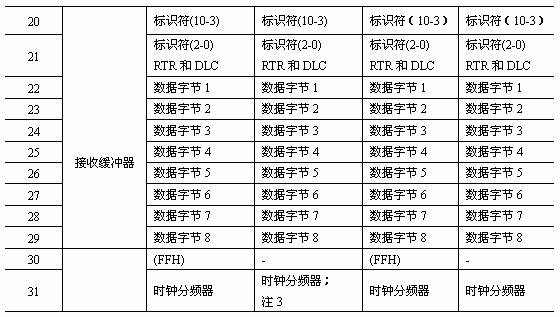 20 标识符(10-3) 标识符(10-3) 标识符(10-3) 标识符(10-3)
21 标识符(2-0) 标识符(2-0) 标识符(2-0) 标识符(2-0)
RTR 和 DLC RTR 和 DLC RTR 和 DLC RTR 和 DLC
22 数据字节 1 数据字节 1 数据字节 1 数据字节 1
23 数据字节 2 数据字节 2 数据字节 2 数据字节 2
24 数据字节 3 数据字节 3 数据字节 3 数据字节 3
25 数据字节 4 数据字节 4 数据字节 4 数据字节 4
接收缓冲器
26 数据字节 5 数据字节 5 数据字节 5 数据字节 5
27 数据字节 6 数据字节 6 数据字节 6 数据字节 6
28 数据字节 7 数据字节 7 数据字节 7 数据字节 7
29 数据字节 8 数据字节 8 数据字节 8 数据字节 8
30 (FFH) - (FFH) -
31 时钟分频器 时钟分频器； 时钟分频器 时钟分频器
注 3